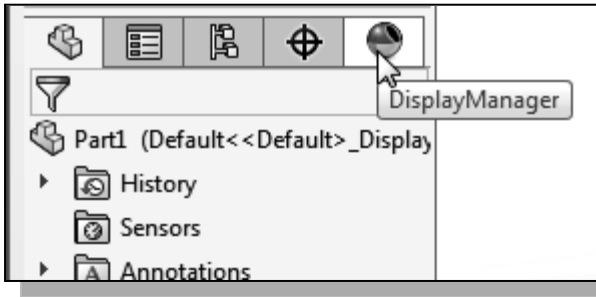 DisplayManager
Part1 (Default<<Default>_Display
History
Sensors
Annotations